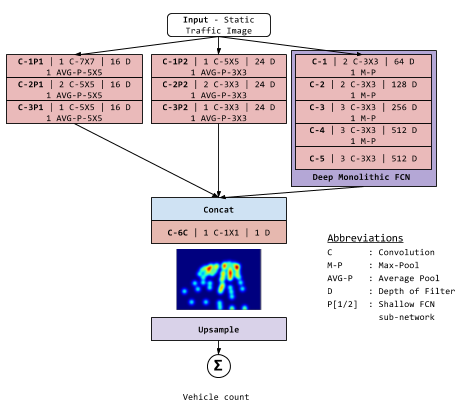 Input - Static
Traffic Image
C-1P1 | 1 C-7X7 | 16 D
1 AVG-P-5X5
C-2P1 | 2 C-5X5 | 16 D
1 AVG-P-5X5
C-3P1 | 1 C-5X5 | 16 D
1 AVG-P-5X5
C-1P2 | 1 C-5X5 | 24 D
1 AVG-P-3X3
C-2P2 | 1 C-3X3 | 24 D
1 AVG-P-3X3
C-3P2 | 1 C-3X3 | 24 D
1 AVG-P-3X3
C-1 | 2 C-3X3 | 64 D
1 M-P
C-2 | 2 C-3X3 | 128 D
1 M-P
C-3 | 3 C-3X3 | 256 D
1 M-P
C-4 | 3 C-3X3 | 512 D
1 M-P
C-5 | 3 C-3X3 | 512 D
Deep Monolithic FCN
Concat
C-6C | 1 C-1X1 | 1 D
Upsample
Σ
Vehicle count
Abbreviations
C : Convolution
M-P : Max-Pool
AVG-P : Average Pool
D : Depth of Filter
P[1/2] : Shallow FCN
sub-network